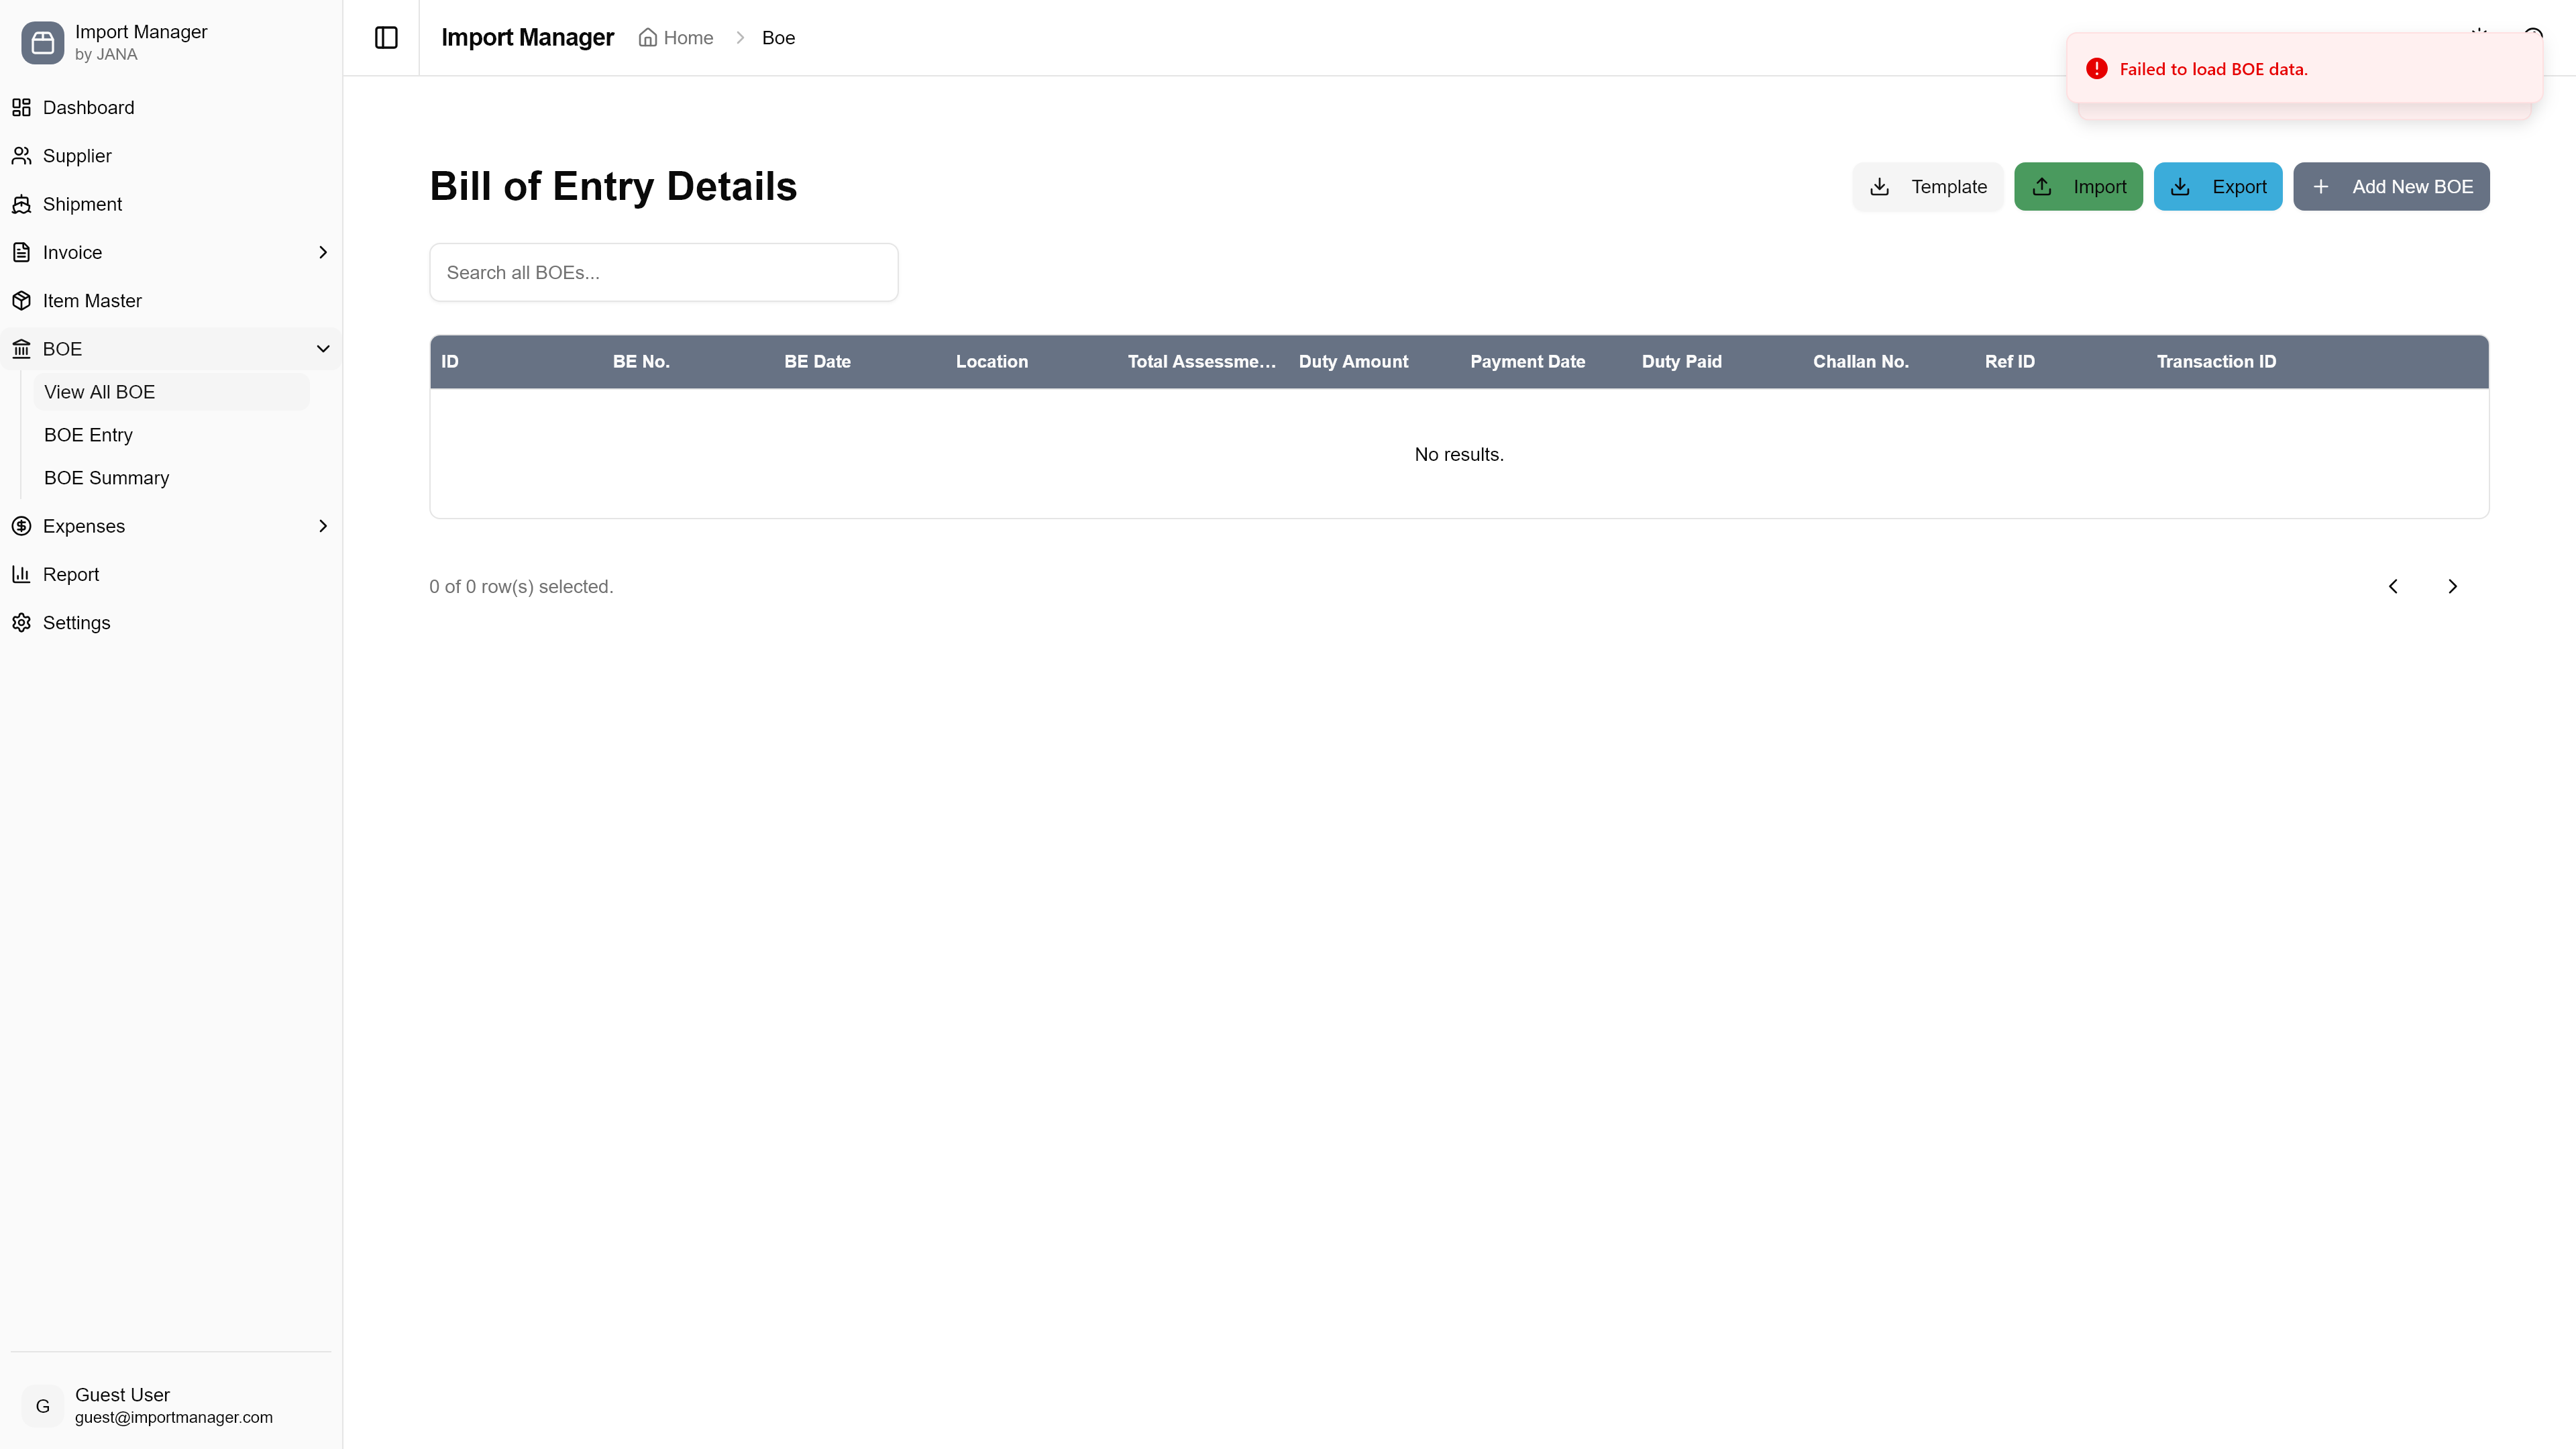 Import Manager
by JANA
Dashboard
Supplier
Shipment
Invoice
Item Master
BOE
View All BOE
BOE Entry
BOE Summary
Expenses
Report
Settings
G
Guest User
guest@importmanager.com
Import Manager Home Boe
Failed to load BOE data.
Bill of Entry Details
Template Import Export Add New BOE
Search all BOEs...
ID BE No. BE Date Location Total Assessme... Duty Amount Payment Date Duty Paid Challan No. Ref ID Transaction ID
No results.
0 of 0 row(s) selected.